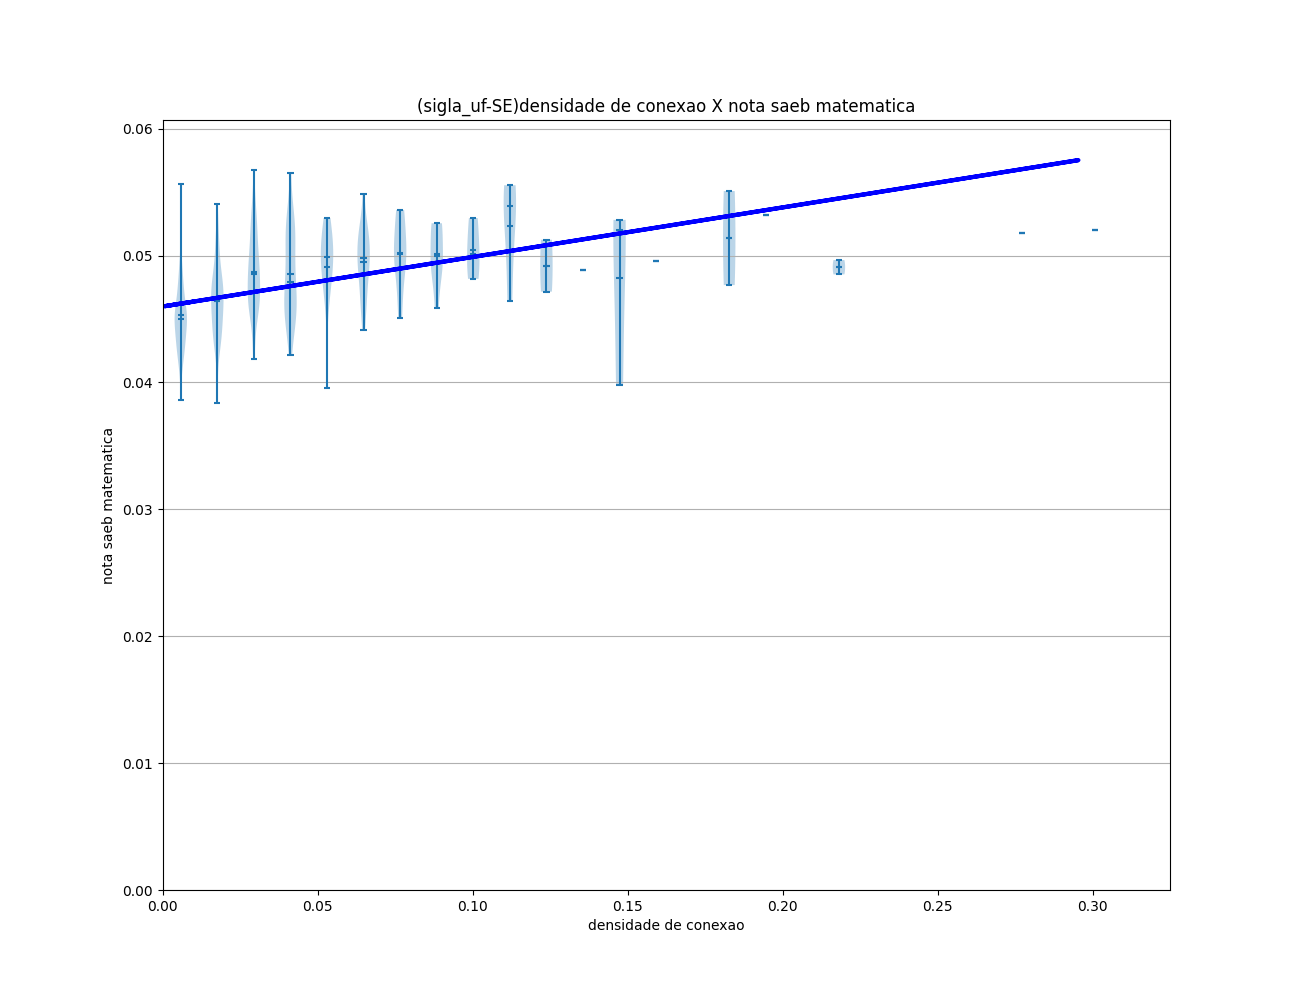 (sigla_uf-SE)densidade de conexao X nota saeb matematica
0.06
0.05
0.04
0.03
0.02
0.01
0.00
nota saeb matematica
0.00 0.05 0.10 0.15 0.20 0.25 0.30
densidade de conexao